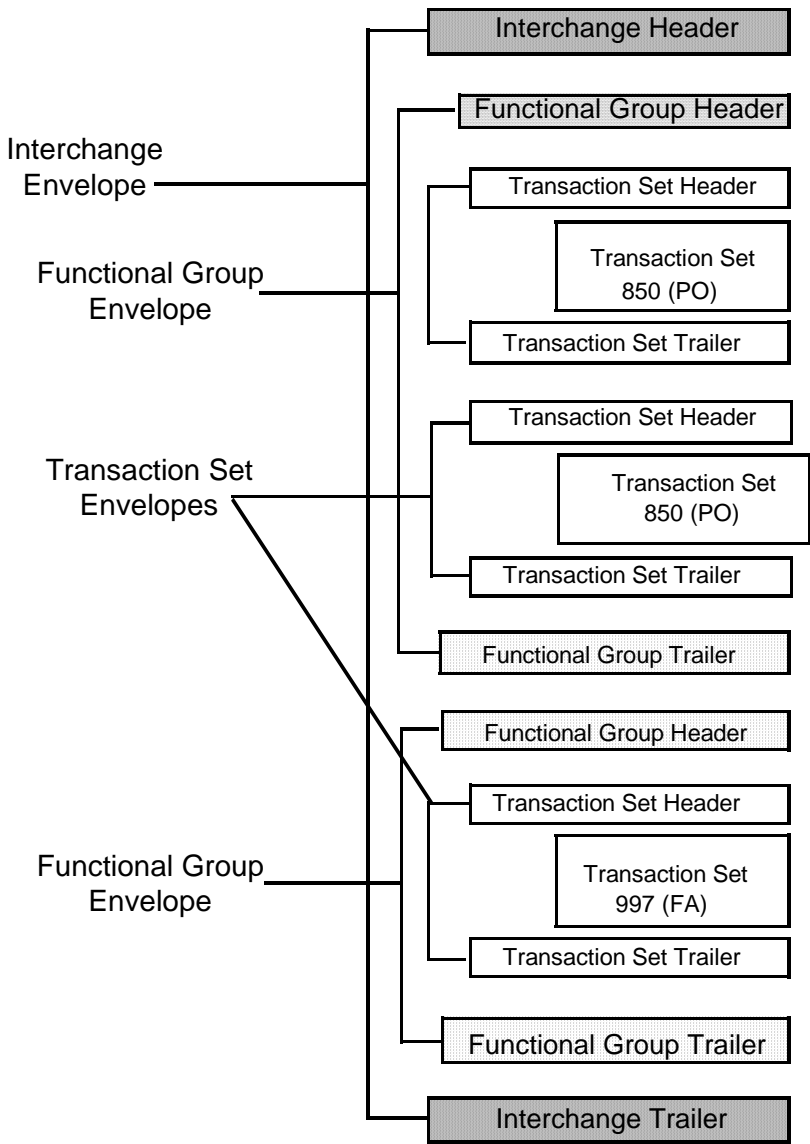 Interchange Header
Functional Group Header
Interchange
Envelope
Transaction Set Header
Transaction Set
850 (PO)
Functional Group
Envelope
Transaction Set Trailer
Transaction Set Header
Transaction Set
Envelopes
Transaction Set
850 (PO)
Transaction Set Trailer
Functional Group Trailer
Functional Group Header
Transaction Set Header
Functional Group
Envelope
Transaction Set
997 (FA)
Transaction Set Trailer
Functional Group Trailer
Interchange Trailer